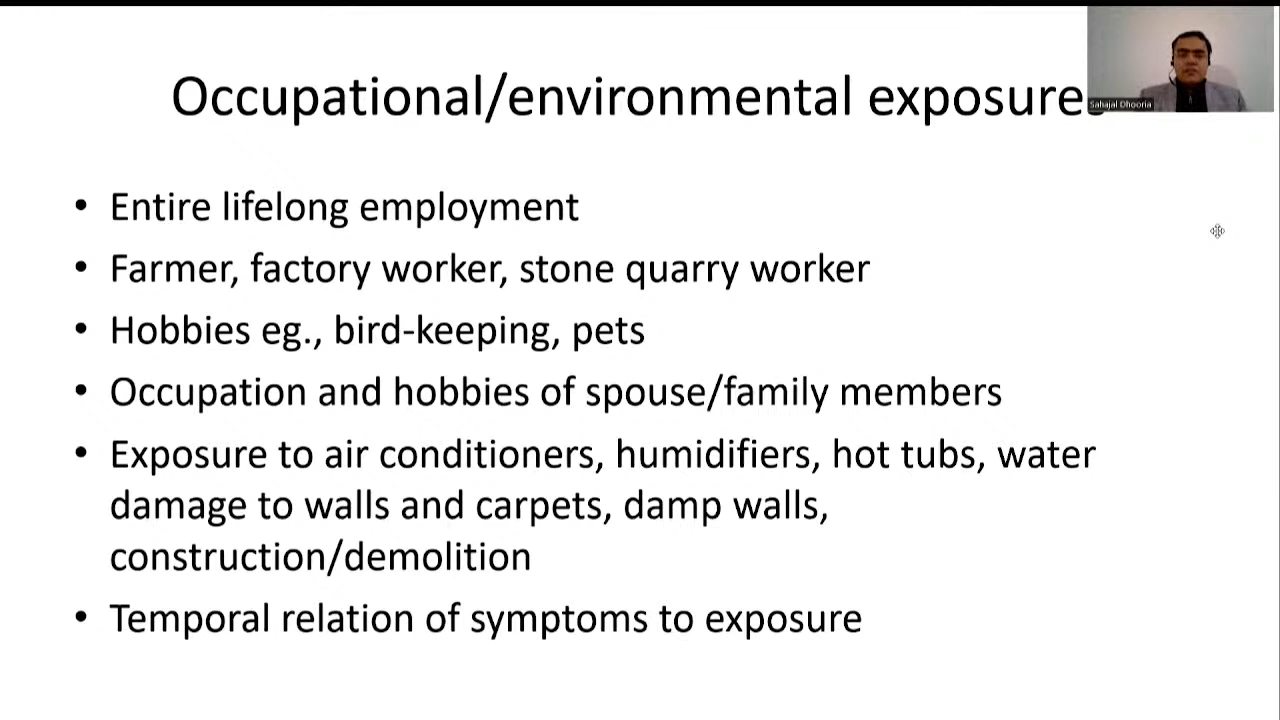 Occupational/environmental exposures
• Entire lifelong employment
• Farmer, factory worker, stone quarry worker
• Hobbies eg., bird-keeping, pets
• Occupation and hobbies of spouse/family members
• Exposure to air conditioners, humidifiers, hot tubs, water
damage to walls and carpets, damp walls,
construction/demolition
• Temporal relation of symptoms to exposure
Sahajal Dhooria